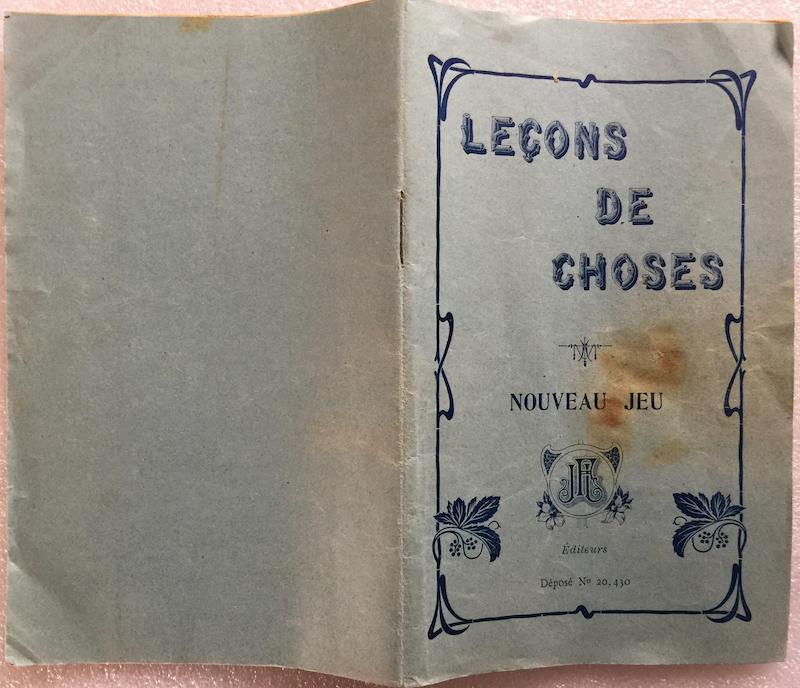 LEÇONS
DE
CHOSES
NOUVEAU JEU
Éditeurs
Déposé Nº 20,430